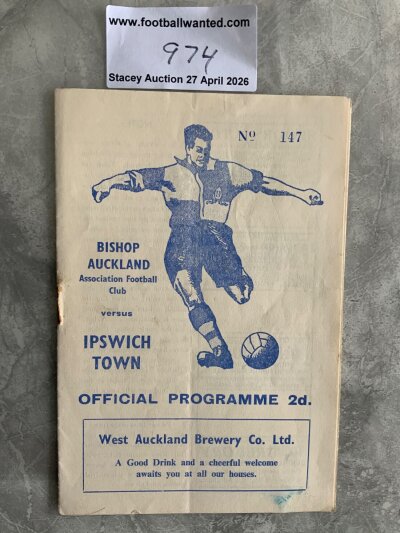 www.footballwanted.com
974
Stacey Auction 27 April 2026
No 147
BISHOP
AUCKLAND
Association Football
Club
versus
IPSWICH
TOWN
OFFICIAL PROGRAMME 2d.
West Auckland Brewery Co. Ltd.
A Good Drink and a cheerful welcome
awaits you at all our houses.